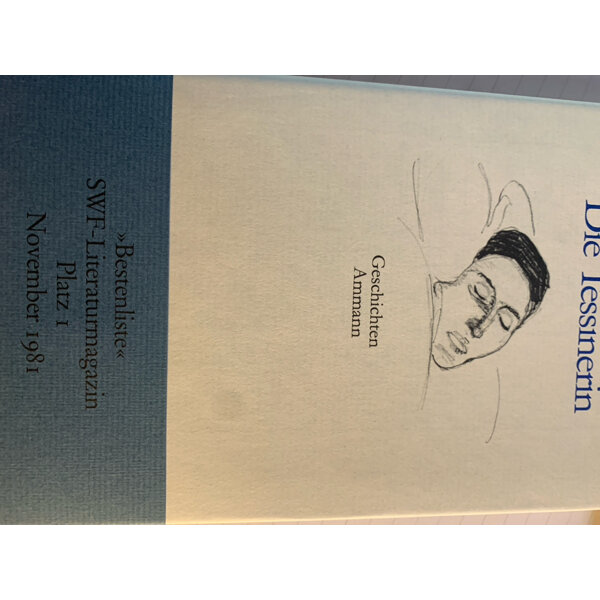 Die Tessinerin
Geschichten
Ammann
»Bestenliste«
SWF-Literaturmagazin
Platz 1
November 1981